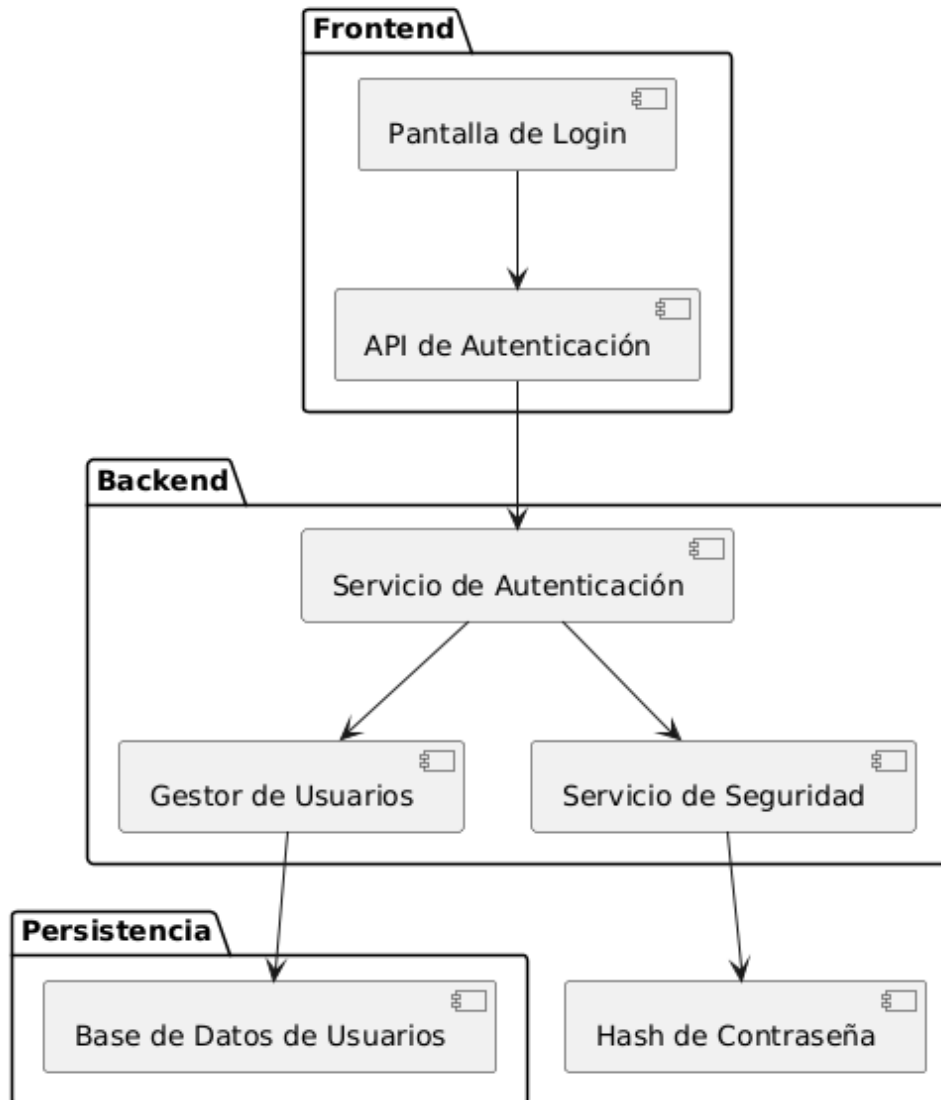 Frontend
Pantalla de Login
API de Autenticación
Backend
Servicio de Autenticación
Gestor de Usuarios
Servicio de Seguridad
Persistencia
Base de Datos de Usuarios
Hash de Contraseña